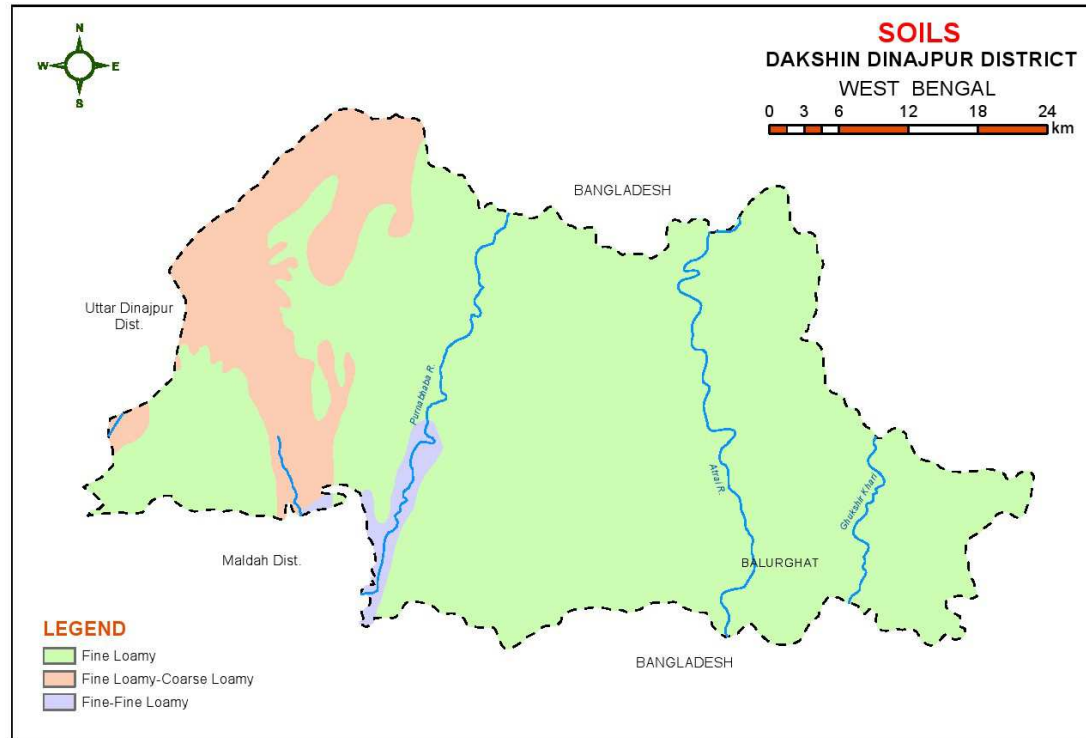 SOILS
DAKSHIN DINAJPUR DISTRICT
WEST BENGAL
0 3 6 12 18 24
km
N
W E
S
BANGLADESH
Uttar Dinajpur
Dist.
Purnabhaba R.
Atrai R.
Ghukshir Khari
BALURGHAT
Maldah Dist.
BANGLADESH
LEGEND
Fine Loamy
Fine Loamy-Coarse Loamy
Fine-Fine Loamy